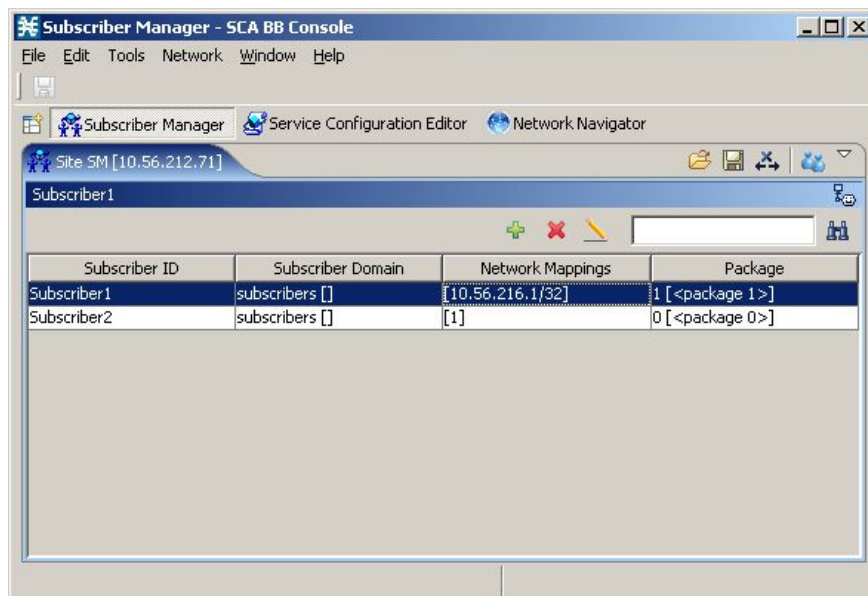 Subscriber Manager - SCA BB Console
File Edit Tools Network Window Help
Subscriber Manager Service Configuration Editor Network Navigator
Site SM [10.56.212.71]
Subscriber1
Subscriber ID Subscriber Domain Network Mappings Package
Subscriber1 subscribers [] [10.56.216.1/32] 1 [<package 1>]
Subscriber2 subscribers [] [1] 0 [<package 0>]